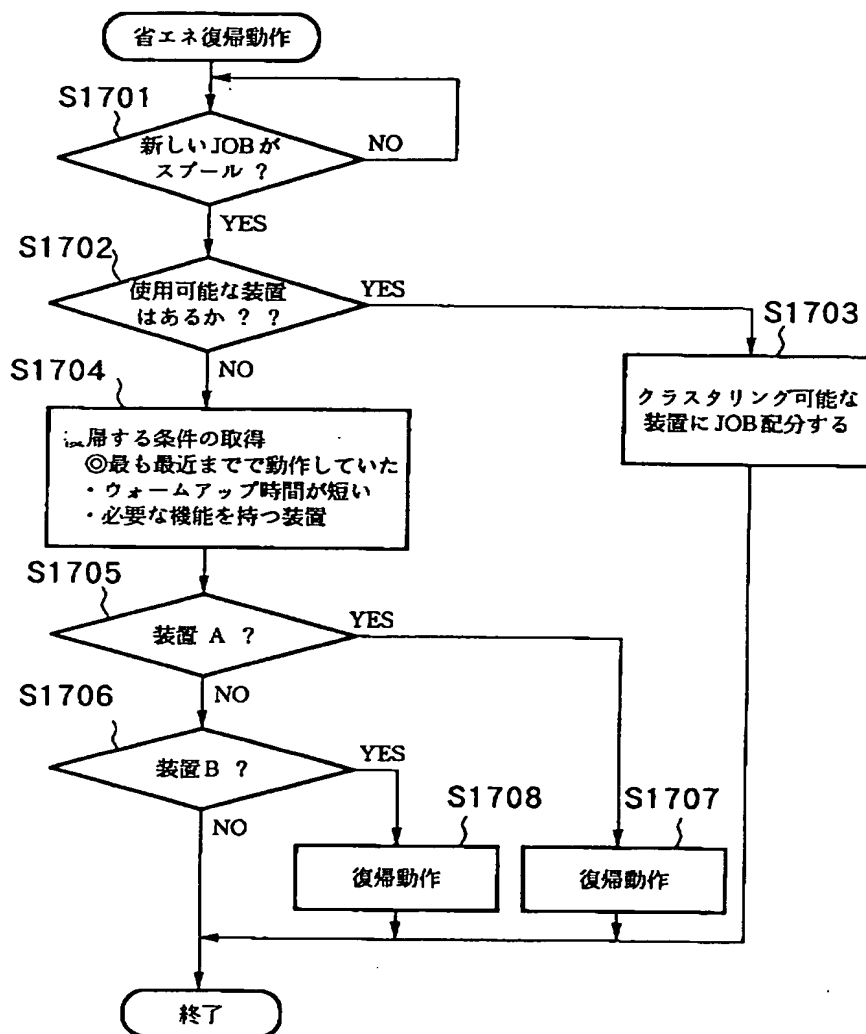 省エネ復帰動作
S1701
新しいJOBが
スプール ?
NO
YES
S1702
使用可能な装置
はあるか ? ?
YES
NO
S1703
クラスタリング可能な
装置にJOB配分する
S1704
帰する条件の取得
◎最も最近までで動作していた
・ウォームアップ時間が短い
・必要な機能を持つ装置
S1705
装置 A ?
YES
NO
S1706
装置B ?
YES
NO
S1708
復帰動作
S1707
復帰動作
終了